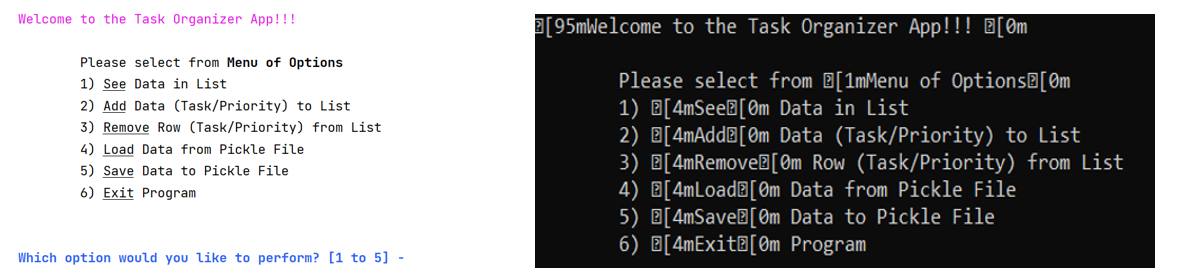 Welcome to the Task Organizer App!!!
Please select from Menu of Options
1) See Data in List
2) Add Data (Task/Priority) to List
3) Remove Row (Task/Priority) from List
4) Load Data from Pickle File
5) Save Data to Pickle File
6) Exit Program
Which option would you like to perform? [1 to 5] -
⍰[95mWelcome to the Task Organizer App!!! ⍰[0m
Please select from ⍰[1mMenu of Options⍰[0m
1) ⍰[4mSee⍰[0m Data in List
2) ⍰[4mAdd⍰[0m Data (Task/Priority) to List
3) ⍰[4mRemove⍰[0m Row (Task/Priority) from List
4) ⍰[4mLoad⍰[0m Data from Pickle File
5) ⍰[4mSave⍰[0m Data to Pickle File
6) ⍰[4mExit⍰[0m Program